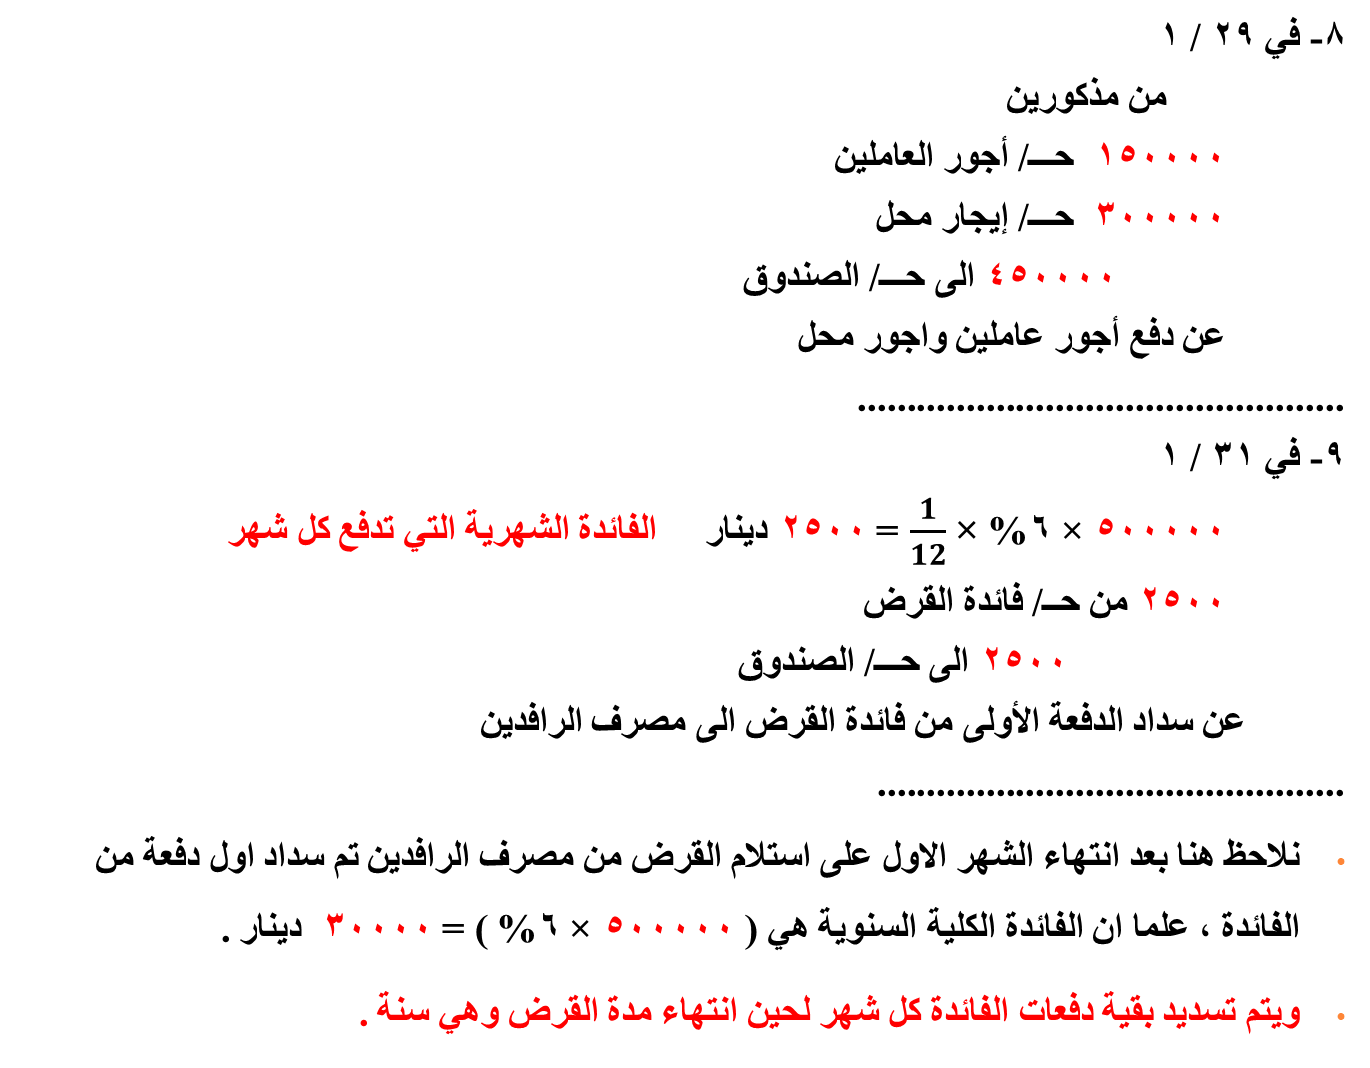 ٨- في ٢٩ / ١
من مذكورين
١٥٠٠٠٠ حـــ/ أجور العاملين
٣٠٠٠٠٠ حـــ/ إيجار محل
٤٥٠٠٠٠ الى حـــ/ الصندوق
عن دفع أجور عاملين واجور محل
................................................
٩- في ٣١ / ١
٥٠٠٠٠٠ × ٦% × 1/12 = ٢٥٠٠ دينار الفائدة الشهرية التي تدفع كل شهر
٢٥٠٠ من حــ/ فائدة القرض
٢٥٠٠ الى حـــ/ الصندوق
عن سداد الدفعة الأولى من فائدة القرض الى مصرف الرافدين
...............................................
• نلاحظ هنا بعد انتهاء الشهر الاول على استلام القرض من مصرف الرافدين تم سداد اول دفعة من
الفائدة ، علما ان الفائدة الكلية السنوية هي ( ٥٠٠٠٠٠ × ٦% ) = ٣٠٠٠٠ دينار .
• ويتم تسديد بقية دفعات الفائدة كل شهر لحين انتهاء مدة القرض وهي سنة .